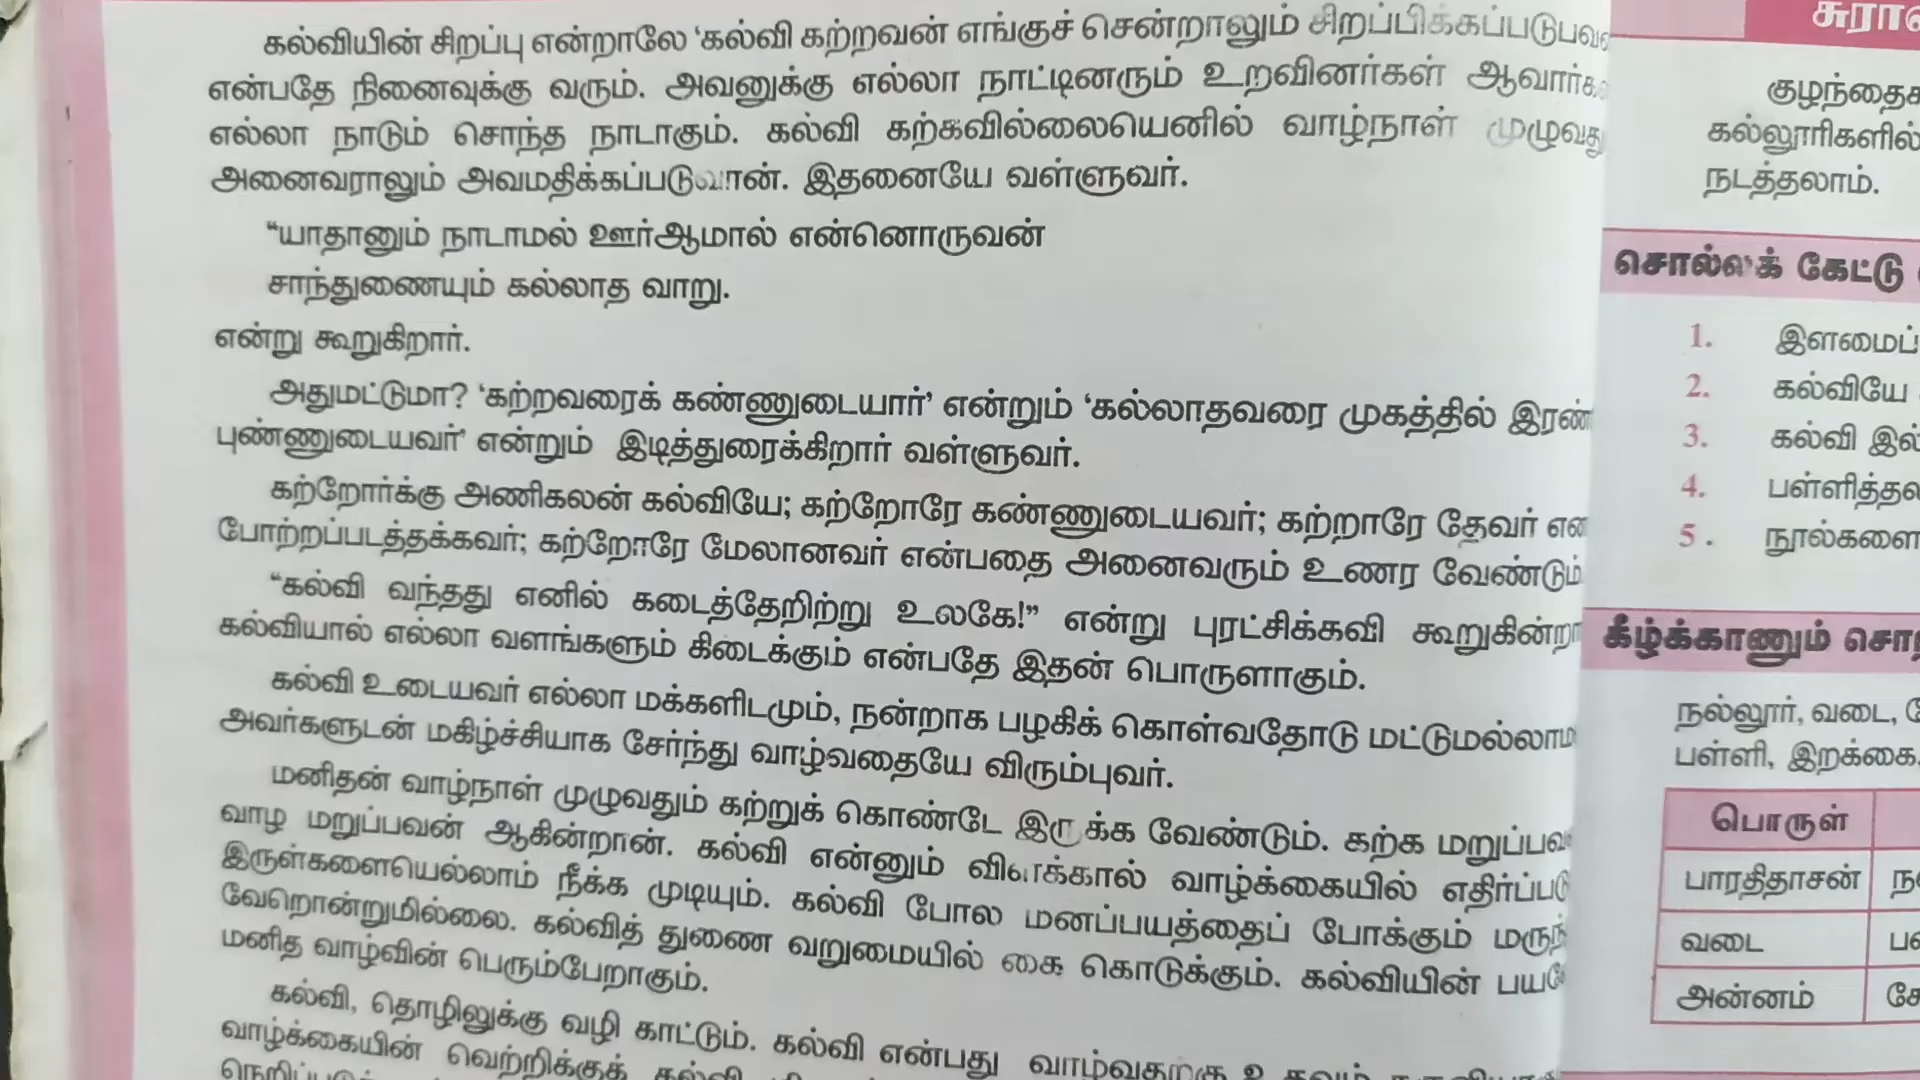 கல்வியின் சிறப்பு என்றாலே ‘கல்வி கற்றவன் எங்குச் சென்றாலும் சிறப்பிக்கப்படுபவ
என்பதே நினைவுக்கு வரும். அவனுக்கு எல்லா நாட்டினரும் உறவினர்கள் ஆவார்க
எல்லா நாடும் சொந்த நாடாகும். கல்வி கற்கவில்லையெனில் வாழ்நாள் முழுவது
அனைவராலும் அவமதிக்கப்படுவான். இதனையே வள்ளுவர்.
“யாதானும் நாடாமல் ஊர்ஆமால் என்னொருவன்
சாந்துணையும் கல்லாத வாறு.
என்று கூறுகிறார்.
அதுமட்டுமா? ‘கற்றவரைக் கண்ணுடையார்’ என்றும் ‘கல்லாதவரை முகத்தில் இரண்
புண்ணுடையவர்’ என்றும் இடித்துரைக்கிறார் வள்ளுவர்.
கற்றோர்க்கு அணிகலன் கல்வியே; கற்றோரே கண்ணுடையவர்; கற்றாரே தேவர் என
போற்றப்படத்தக்கவர்; கற்றோரே மேலானவர் என்பதை அனைவரும் உணர வேண்டும்
“கல்வி வந்தது எனில் கடைத்தேறிற்று உலகே!” என்று புரட்சிக்கவி கூறுகின்றா
கல்வியால் எல்லா வளங்களும் கிடைக்கும் என்பதே இதன் பொருளாகும்.
கல்வி உடையவர் எல்லா மக்களிடமும், நன்றாக பழகிக் கொள்வதோடு மட்டுமல்லாம
அவர்களுடன் மகிழ்ச்சியாக சேர்ந்து வாழ்வதையே விரும்புவர்.
மனிதன் வாழ்நாள் முழுவதும் கற்றுக் கொண்டே இருக்க வேண்டும். கற்க மறுப்பவ
வாழ மறுப்பவன் ஆகின்றான். கல்வி என்னும் விளக்கால் வாழ்க்கையில் எதிர்ப்படு
இருள்களையெல்லாம் நீக்க முடியும். கல்வி போல மனப்பயத்தைப் போக்கும் மருந்
வேறொன்றுமில்லை. கல்வித் துணை வறுமையில் கை கொடுக்கும். கல்வியின் பயனே
மனித வாழ்வின் பெரும்பேறாகும்.
கல்வி, தொழிலுக்கு வழி காட்டும். கல்வி என்பது வாழ்வதற்கு உதவும்
வாழ்க்கையின் வெற்றிக்குக் கல்வி
சுரா
குழந்தைக
கல்லூரிகளில்
நடத்தலாம்.
சொல்லக் கேட்டு
1. இளமைப்
2. கல்வியே
3. கல்வி இல்
4. பள்ளித்தல
5. நூல்களை
கீழ்க்காணும் சொற்
நல்லூர், வடை,
பள்ளி, இறக்கை.
பொருள்
பாரதிதாசன் ந
வடை ப
அன்னம் சே